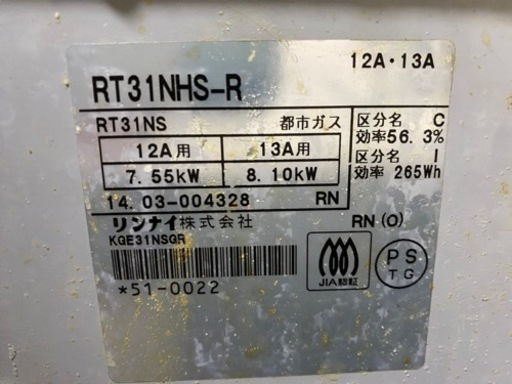 12A・13A
RT31NHS-R
RT31NS 都市ガス
12A用 13A用
7.55kW 8.10kW
区分名 C
効率56.3%
区分名 I
効率 265Wh
14.03-004328 RN
リンナイ株式会社 RN(O)
KGE31NSGR
*51-0022
JIA認証
PS
TG